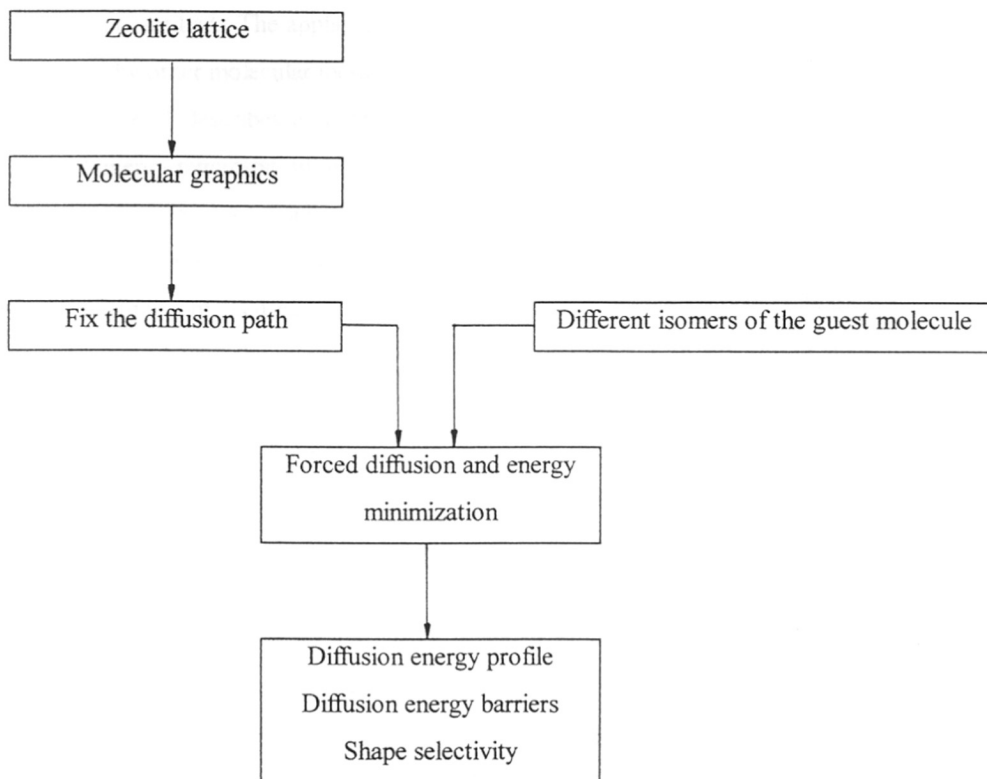 Zeolite lattice
Molecular graphics
Fix the diffusion path
Different isomers of the guest molecule
Forced diffusion and energy
minimization
Diffusion energy profile
Diffusion energy barriers
Shape selectivity